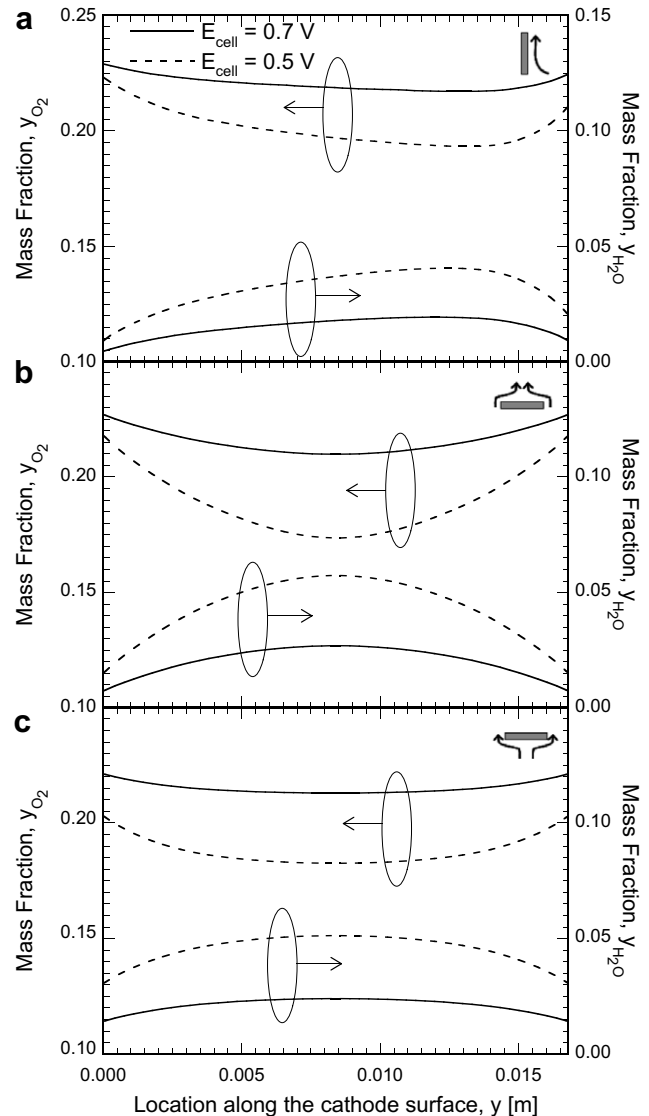 a
E_cell = 0.7 V
E_cell = 0.5 V
0.25
0.20
0.15
0.10
Mass Fraction, y_O2
0.15
0.10
0.05
0.00
Mass Fraction, y_H2O
b
0.20
0.15
0.10
Mass Fraction, y_O2
0.10
0.05
0.00
Mass Fraction, y_H2O
c
0.20
0.15
0.10
Mass Fraction, y_O2
0.10
0.05
0.00
Mass Fraction, y_H2O
0.000
0.005
0.010
0.015
Location along the cathode surface, y [m]